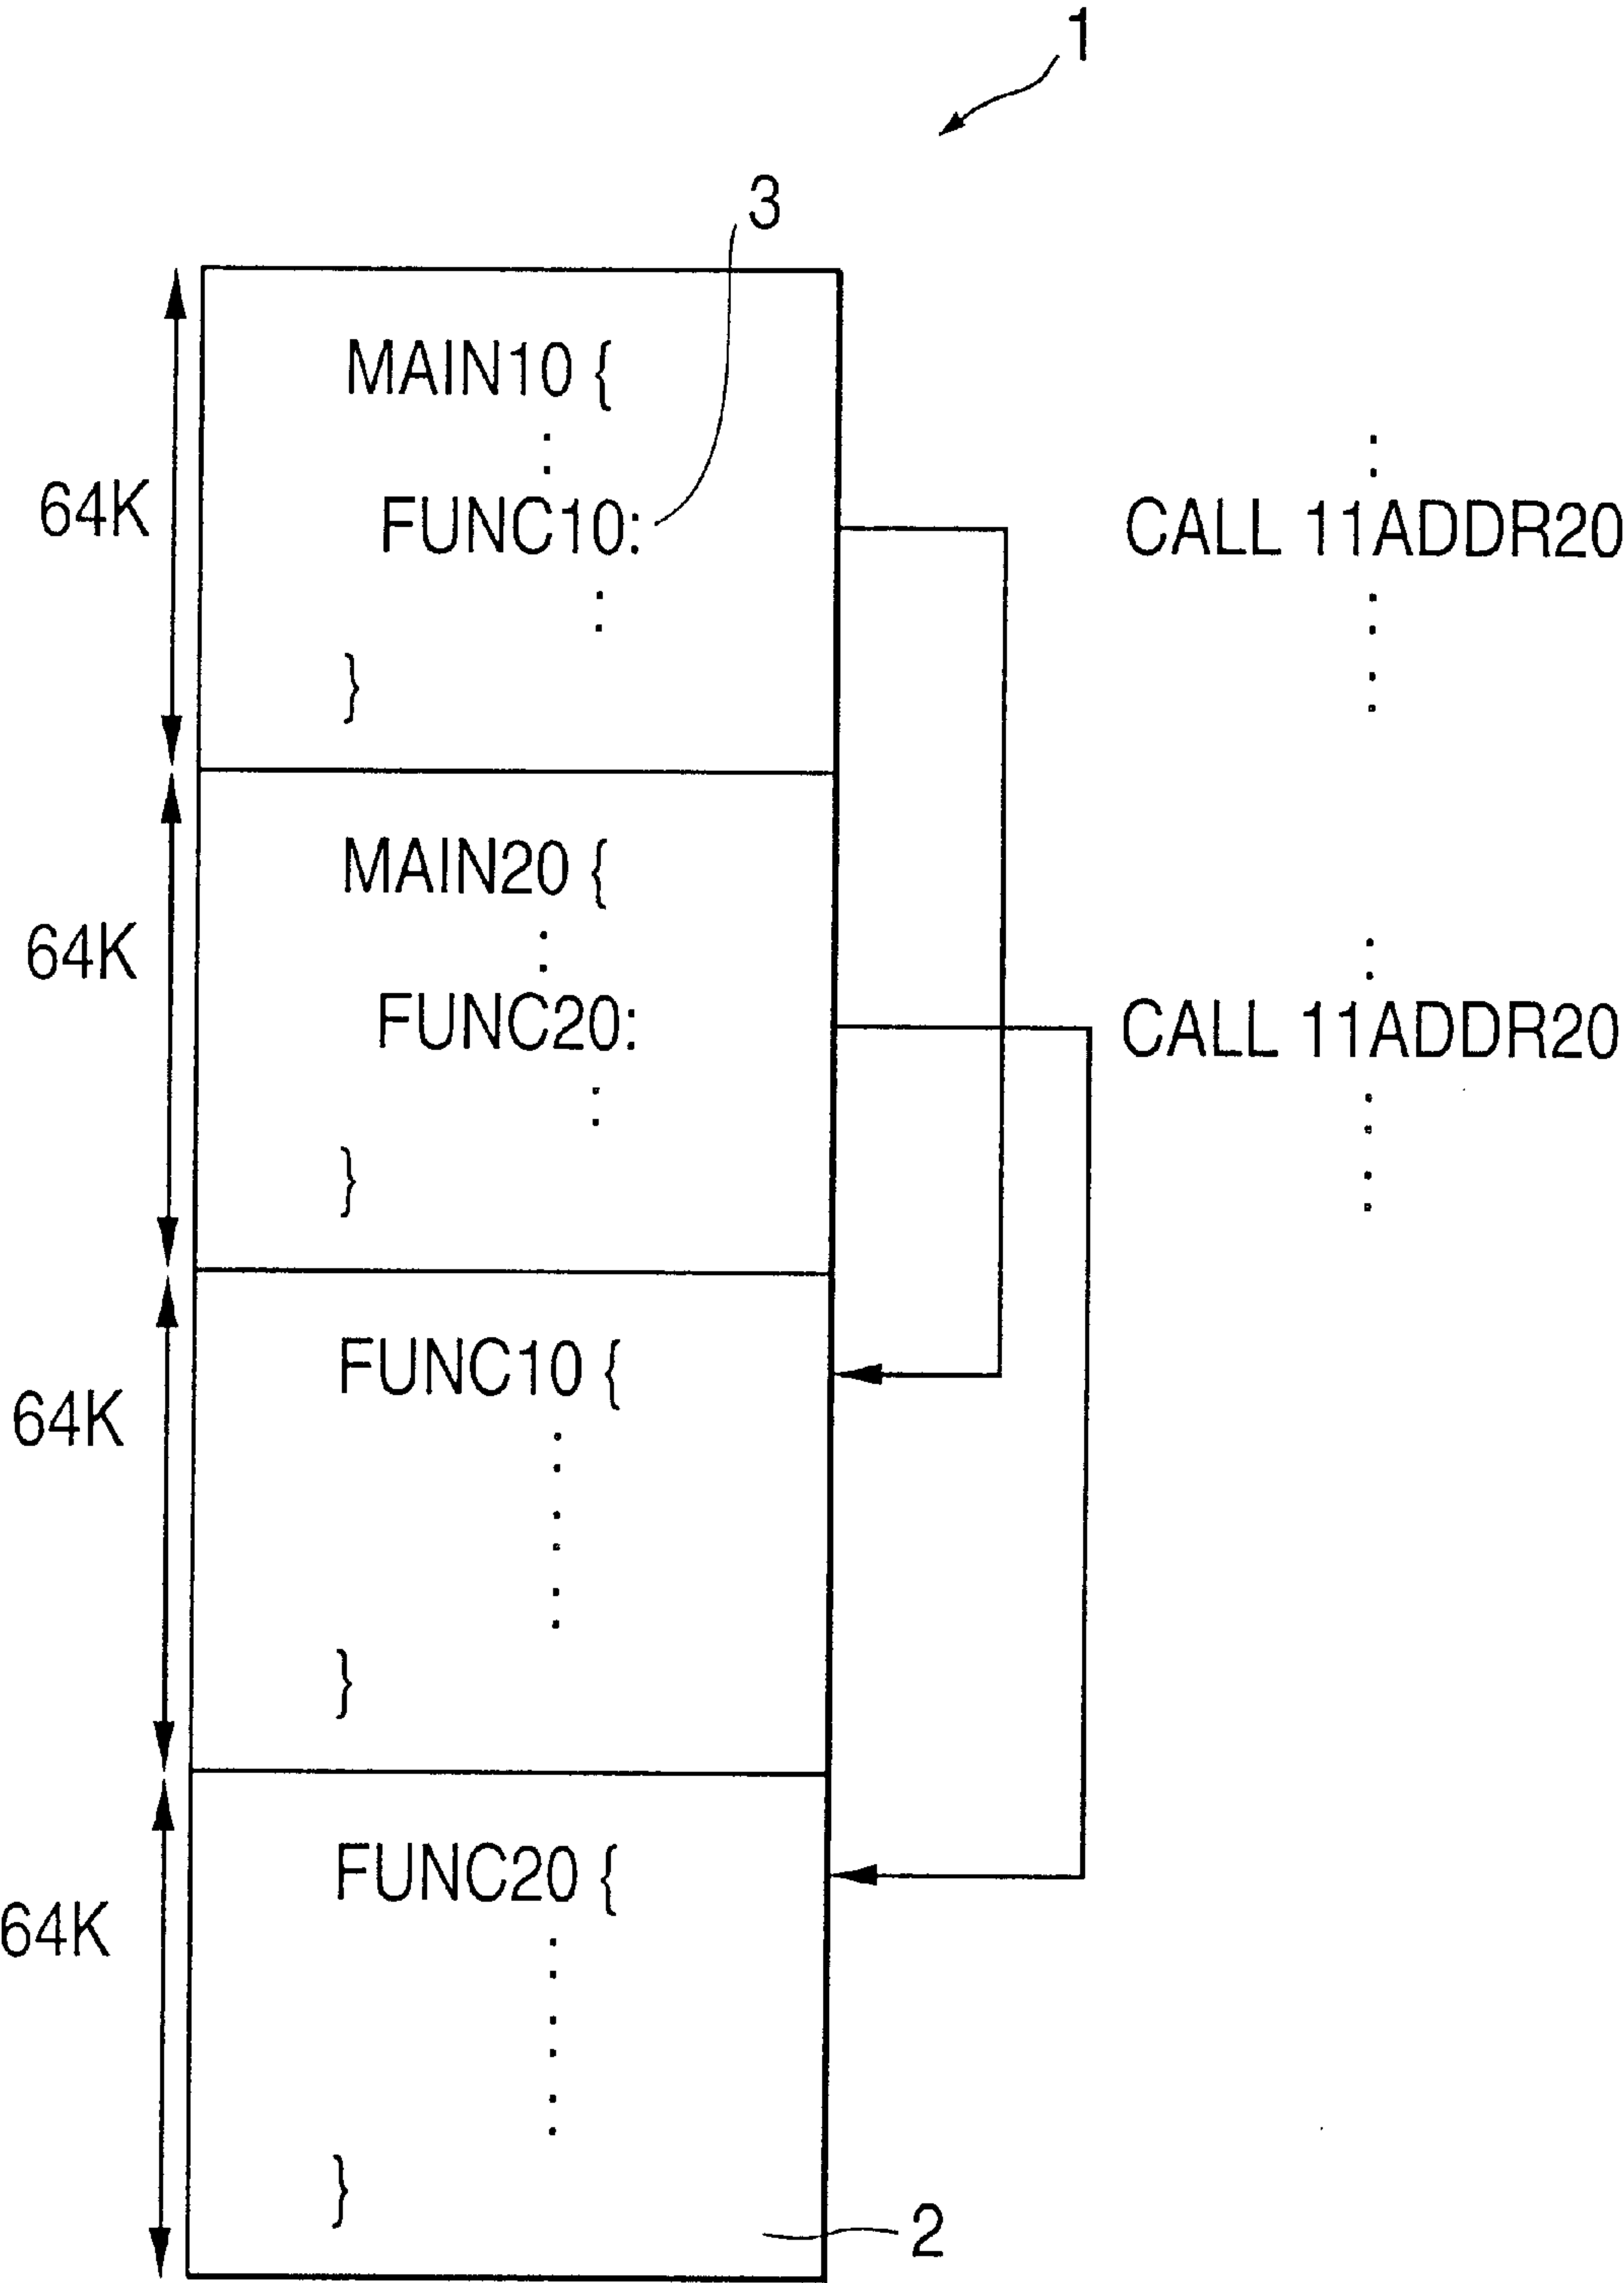 1
3
MAIN10 {
64K
FUNC10:
CALL 11ADDR20
}
MAIN20 {
64K
FUNC20:
CALL 11ADDR20
}
FUNC10 {
64K
}
FUNC20 {
64K
}
2